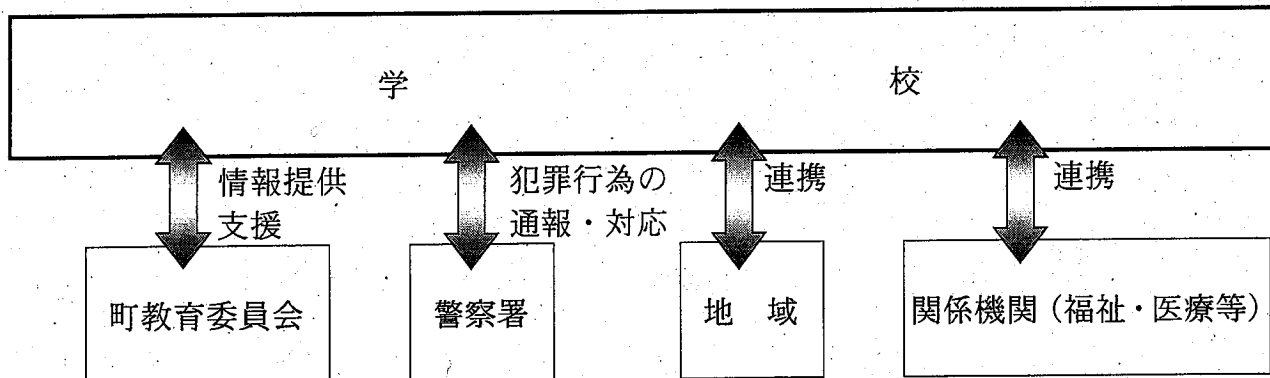 学 校
情報提供
支援
犯罪行為の
通報・対応
連携
連携
町教育委員会
警察署
地 域
関係機関（福祉・医療等）